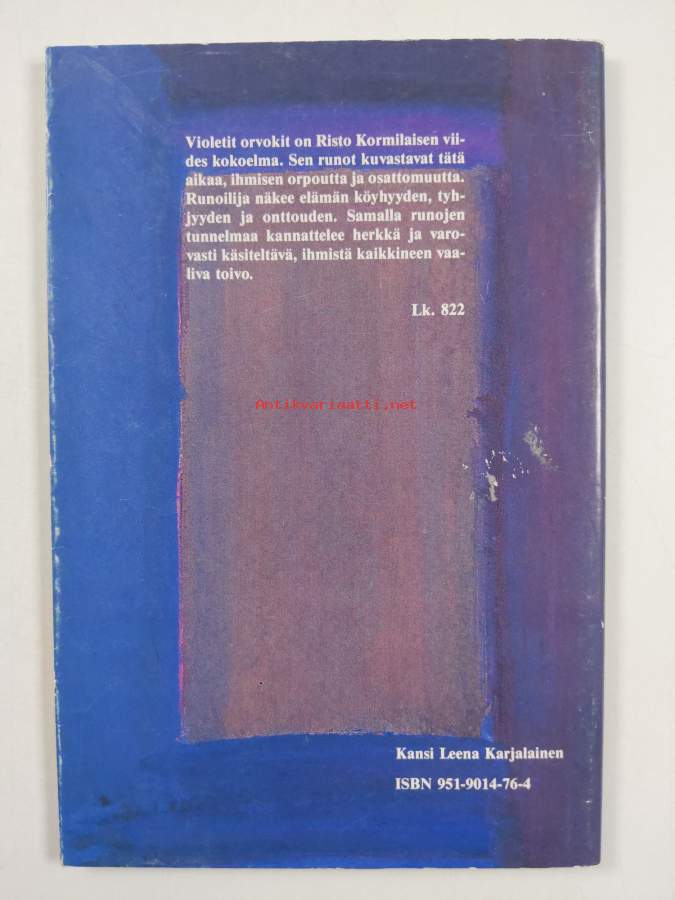 Violetit orvokit on Risto Kormilaisen vii-
des kokoelma. Sen runot kuvastavat tätä
aikaa, ihmisen orpoutta ja osattomuutta.
Runoilija näkee elämän köyhyyden, tyh-
jyyden ja onttouden. Samalla runojen
tunnelmaa kannattelee herkkä ja varo-
vasti käsiteltävä, ihmistä kaikkineen vaa-
liva toivo.
Lk. 822
Antikvariaatti.net
Kansi Leena Karjalainen
ISBN 951-9014-76-4